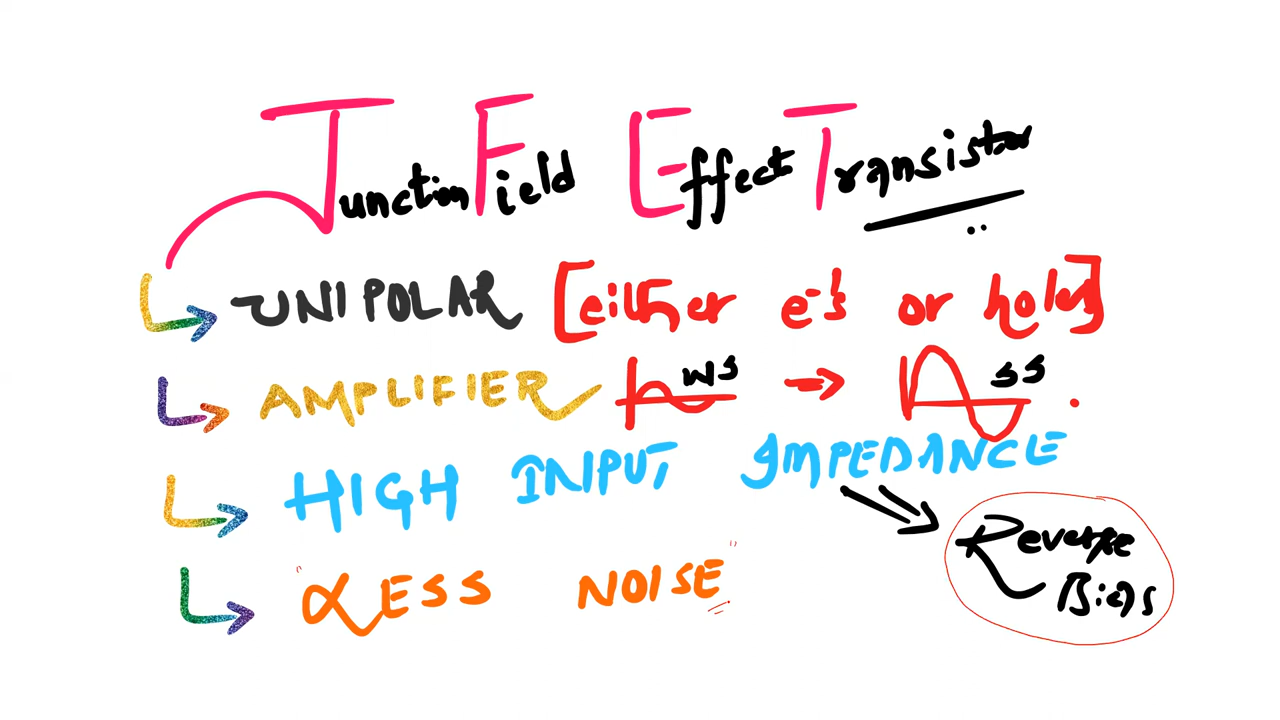 Junction Field Effect Transistor
UNIPOLAR [either e-'s or holes]
AMPLIFIER WS → SS
HIGH INPUT IMPEDANCE
Reverse
Bias
"LESS NOISE"